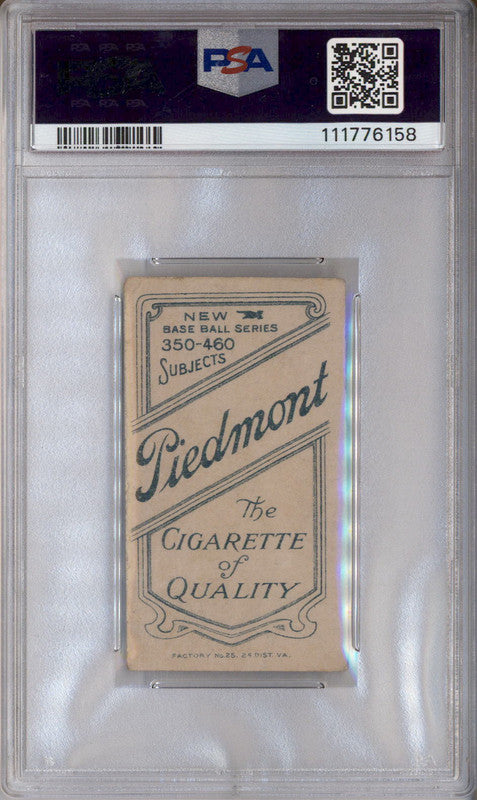 PSA
111776158
NEW
BASE BALL SERIES
350-460
SUBJECTS
Piedmont
The
CIGARETTE
of
QUALITY
FACTORY No. 25, 2d DIST. VA.